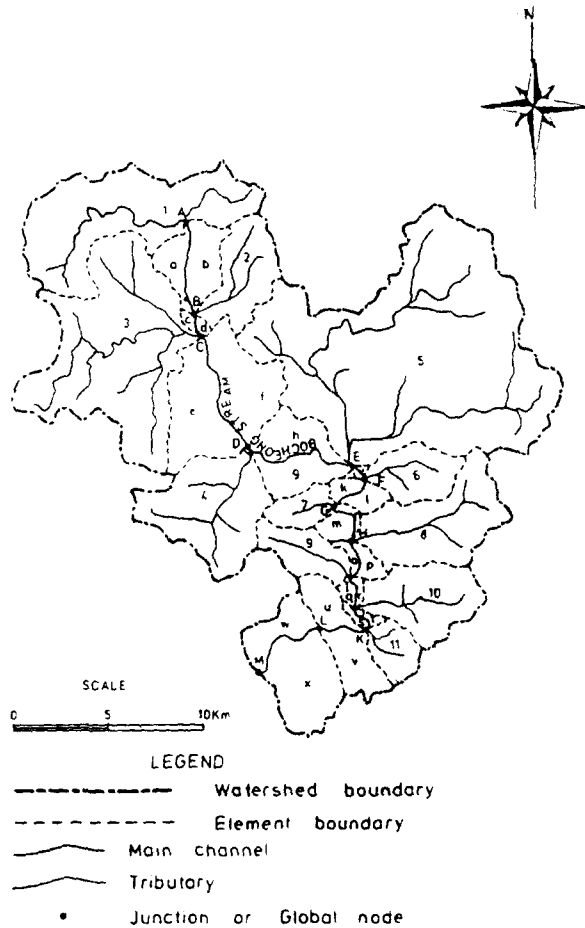 N
1
A
a
b
2
B
c
d
C
3
5
e
f
BOCHEONG STREAM
D
h
E
F
g
k
6
l
4
7
G
m
H
8
9
p
10
u
L
K
11
w
M
v
x
SCALE
0 5 10Km
LEGEND
Watershed boundary
Element boundary
Main channel
Tributary
Junction or Global node